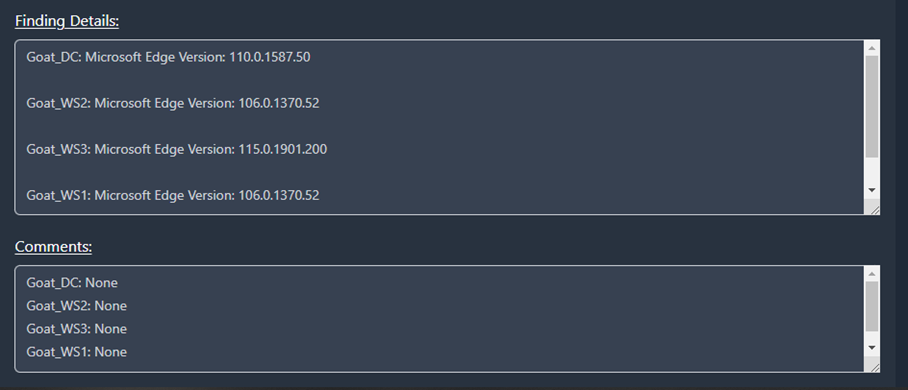 Finding Details:
Goat_DC: Microsoft Edge Version: 110.0.1587.50
Goat_WS2: Microsoft Edge Version: 106.0.1370.52
Goat_WS3: Microsoft Edge Version: 115.0.1901.200
Goat_WS1: Microsoft Edge Version: 106.0.1370.52
Comments:
Goat_DC: None
Goat_WS2: None
Goat_WS3: None
Goat_WS1: None